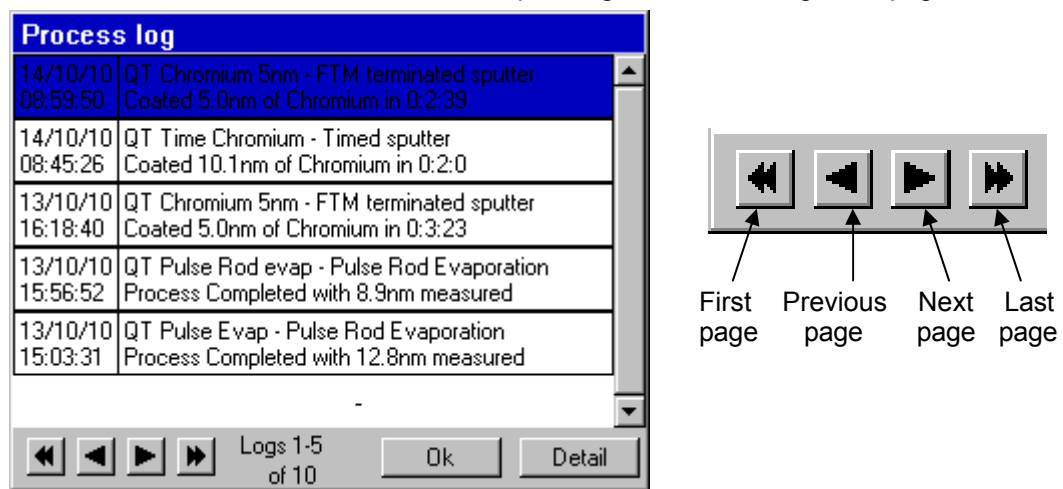 Process log
14/10/10 QT Chromium 5nm - FTM terminated sputter
08:59:50 Coated 5.0nm of Chromium in 0:2:39
14/10/10 QT Time Chromium - Timed sputter
08:45:26 Coated 10.1nm of Chromium in 0:2:0
13/10/10 QT Chromium 5nm - FTM terminated sputter
16:18:40 Coated 5.0nm of Chromium in 0:3:23
13/10/10 QT Pulse Rod evap - Pulse Rod Evaporation
15:56:52 Process Completed with 8.9nm measured
13/10/10 QT Pulse Evap - Pulse Rod Evaporation
15:03:31 Process Completed with 12.8nm measured
-
Logs 1-5
of 10
Ok
Detail
First Previous Next Last
page page page page